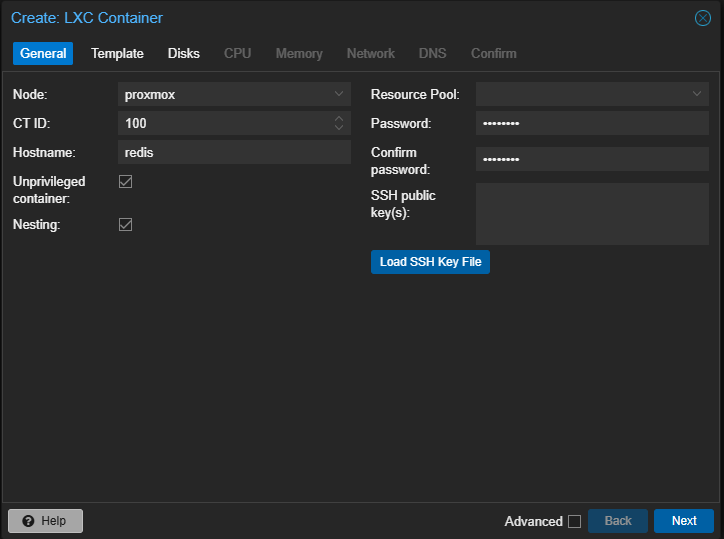 Create: LXC Container
General Template Disks CPU Memory Network DNS Confirm
Node: proxmox
CT ID: 100
Hostname: redis
Unprivileged
container:
Nesting:
Resource Pool:
Password: ••••••••
Confirm
password: ••••••••
SSH public
key(s):
Load SSH Key File
Help Advanced Back Next